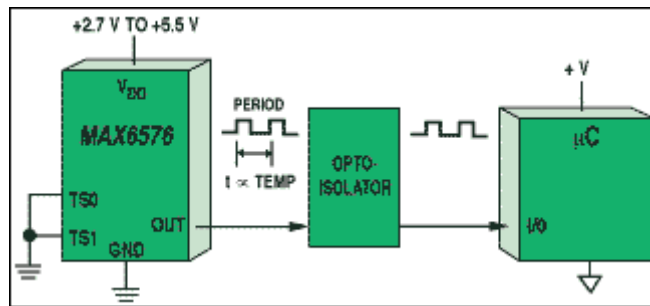 +2.7 V TO +5.5 V
VDD
MAX6576
TS0
TS1
OUT
GND
PERIOD
t ∝ TEMP
OPTO-
ISOLATOR
+ V
µC
I/O